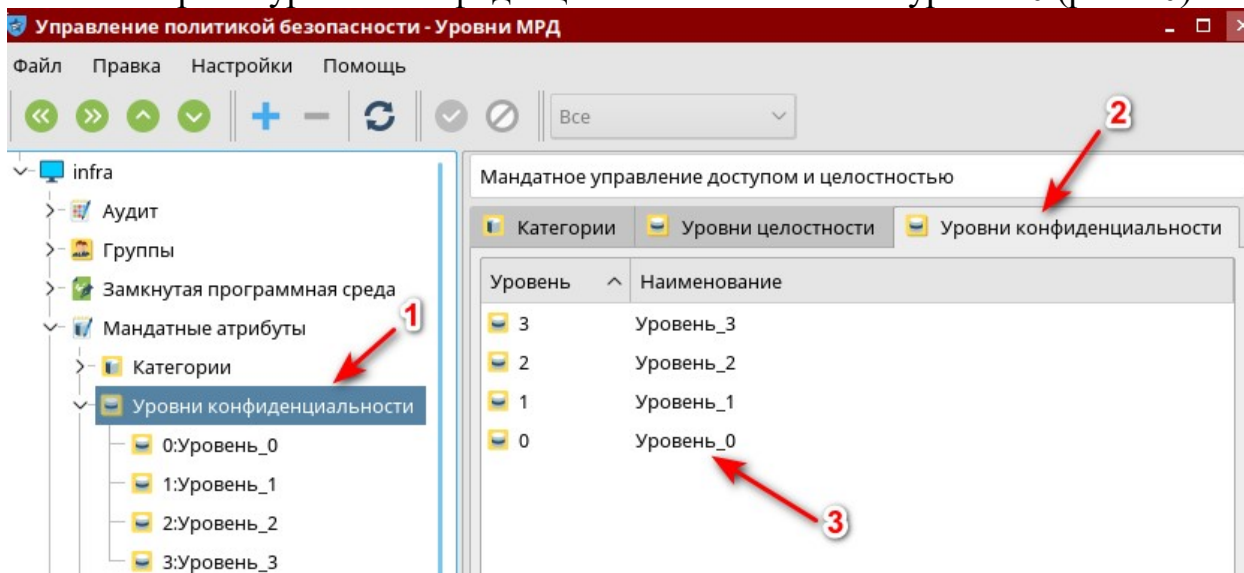 Управление политикой безопасности - Уровни МРД
Файл Правка Настройки Помощь
Все
2
infra
Аудит
Группы
Замкнутая программная среда
Мандатные атрибуты
1
Категории
Уровни конфиденциальности
0:Уровень_0
1:Уровень_1
2:Уровень_2
3:Уровень_3
Мандатное управление доступом и целостностью
Категории Уровни целостности Уровни конфиденциальности
Уровень Наименование
3 Уровень_3
2 Уровень_2
1 Уровень_1
0 Уровень_0
3